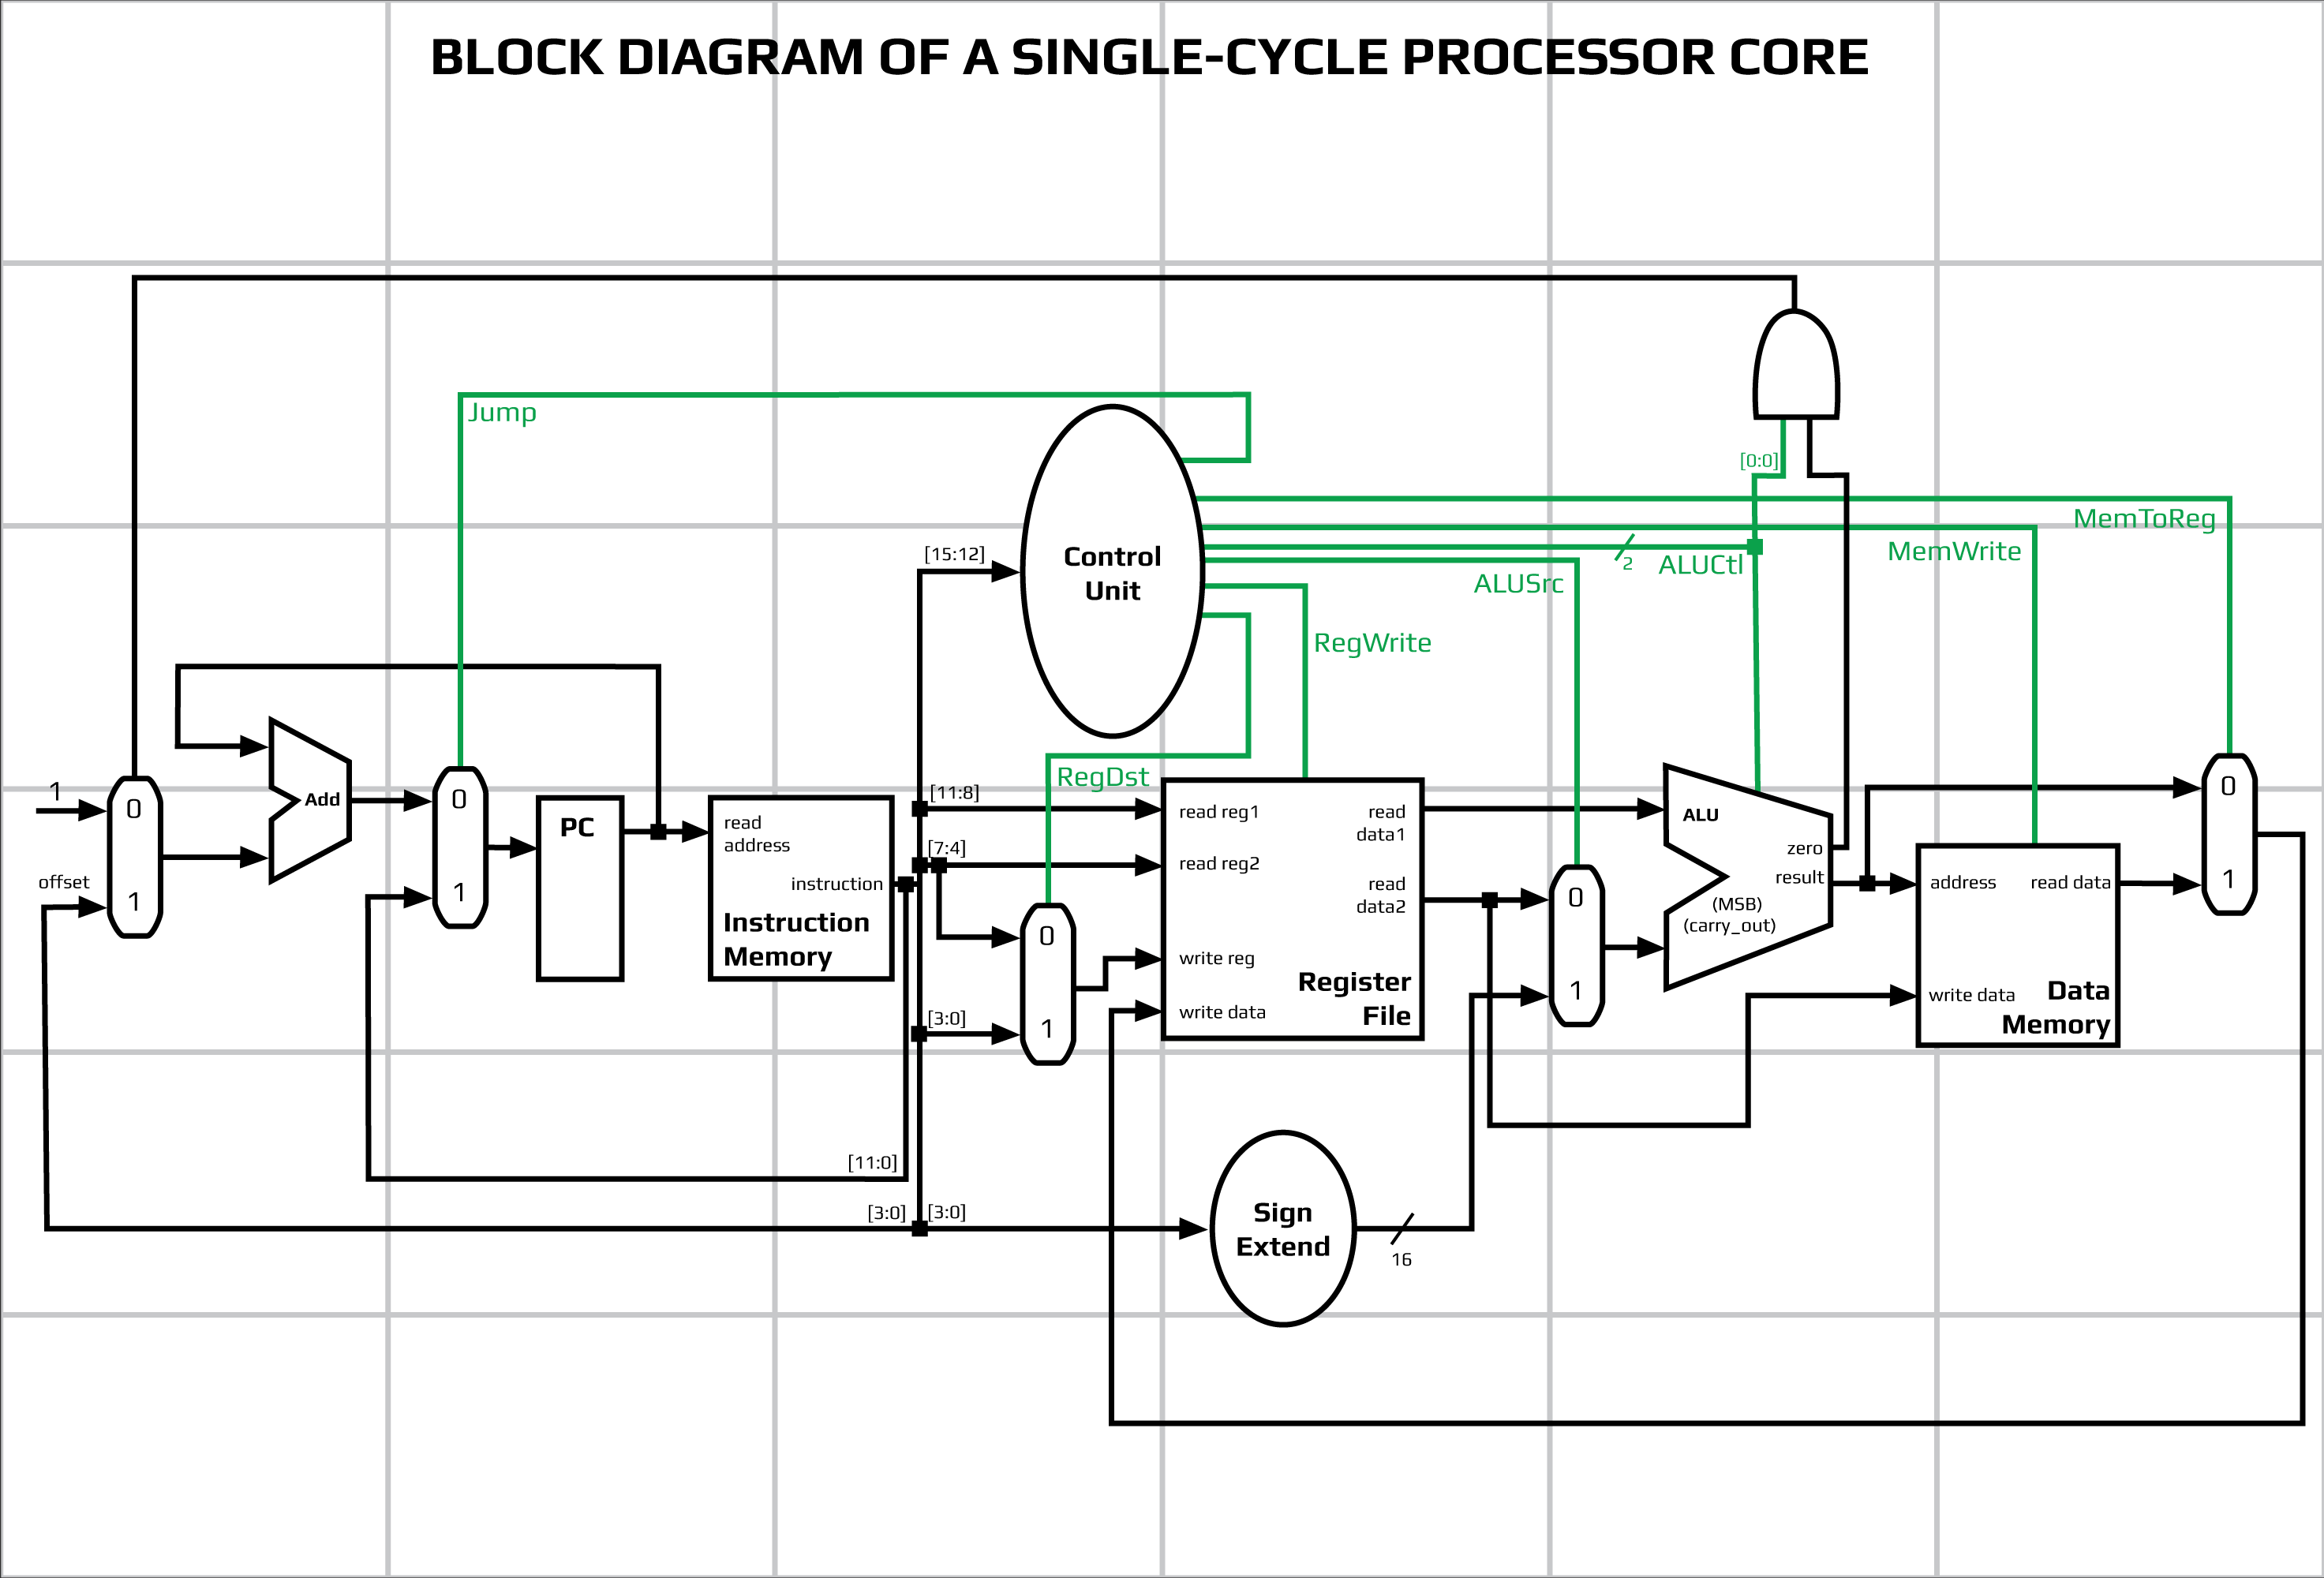 BLOCK DIAGRAM OF A SINGLE-CYCLE PROCESSOR CORE
Jump
[0:0]
MemToReg
MemWrite
[15:12]
Control
Unit
2
ALUCtl
ALUSrc
RegWrite
RegDst
1
0
1
offset
Add
0
1
PC
read
address
instruction
Instruction
Memory
[11:8]
[7:4]
[3:0]
0
1
read reg1
read
data1
read reg2
read
data2
write reg
write data
Register
File
0
1
ALU
zero
result
(MSB)
(carry_out)
address
read data
write data
Data
Memory
0
1
[11:0]
[3:0]
[3:0]
Sign
Extend
16